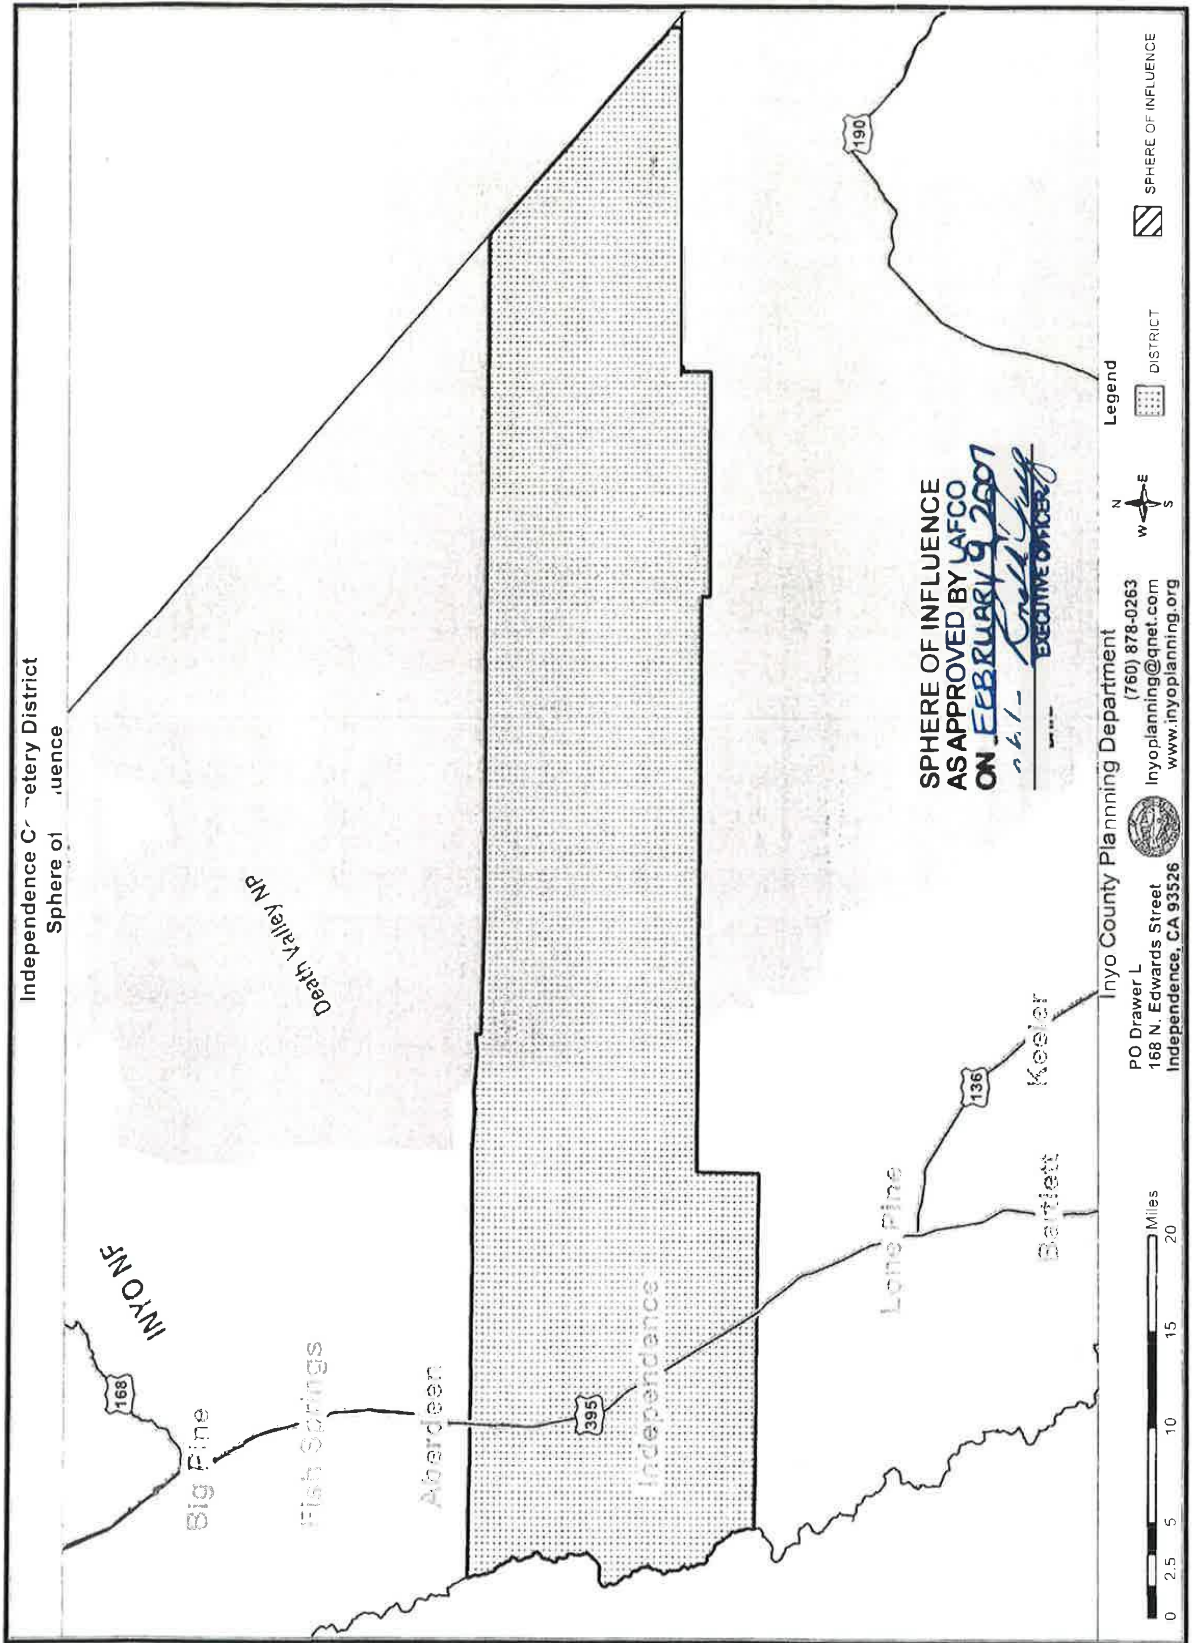 Independence C etery District
Sphere of uence
168
INYO NF
Death Valley NP
Big Pine
Fish Springs
Aberdeen
395
Independence
Lone Pine
136
Keeler
Bartlett
190
SPHERE OF INFLUENCE
AS APPROVED BY LAFCO
ON FEBRUARY 9 2007
EXECUTIVE OFFICER
Inyo County Plannning Department
PO Drawer L
168 N. Edwards Street
Independence, CA 93526
(760) 878-0263
Inyoplanning@qnet.com
www.inyoplanning.org
N
W E
S
Legend
DISTRICT
SPHERE OF INFLUENCE
0 2.5 5 10 15 20
Miles